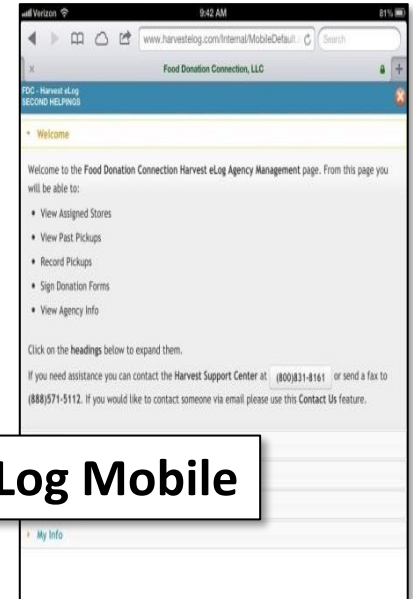 Verizon 9:42 AM 81%
www.harvestelog.com/Internal/MobileDefault. Search
x Food Donation Connection, LLC +
FDC - Harvest eLog
SECOND HELPINGS
Welcome
Welcome to the Food Donation Connection Harvest eLog Agency Management page. From this page you
will be able to:
• View Assigned Stores
• View Past Pickups
• Record Pickups
• Sign Donation Forms
• View Agency Info
Click on the headings below to expand them.
If you need assistance you can contact the Harvest Support Center at (800)831-8161 or send a fax to
(888)571-5112. If you would like to contact someone via email please use this Contact Us feature.
Log Mobile
My Info